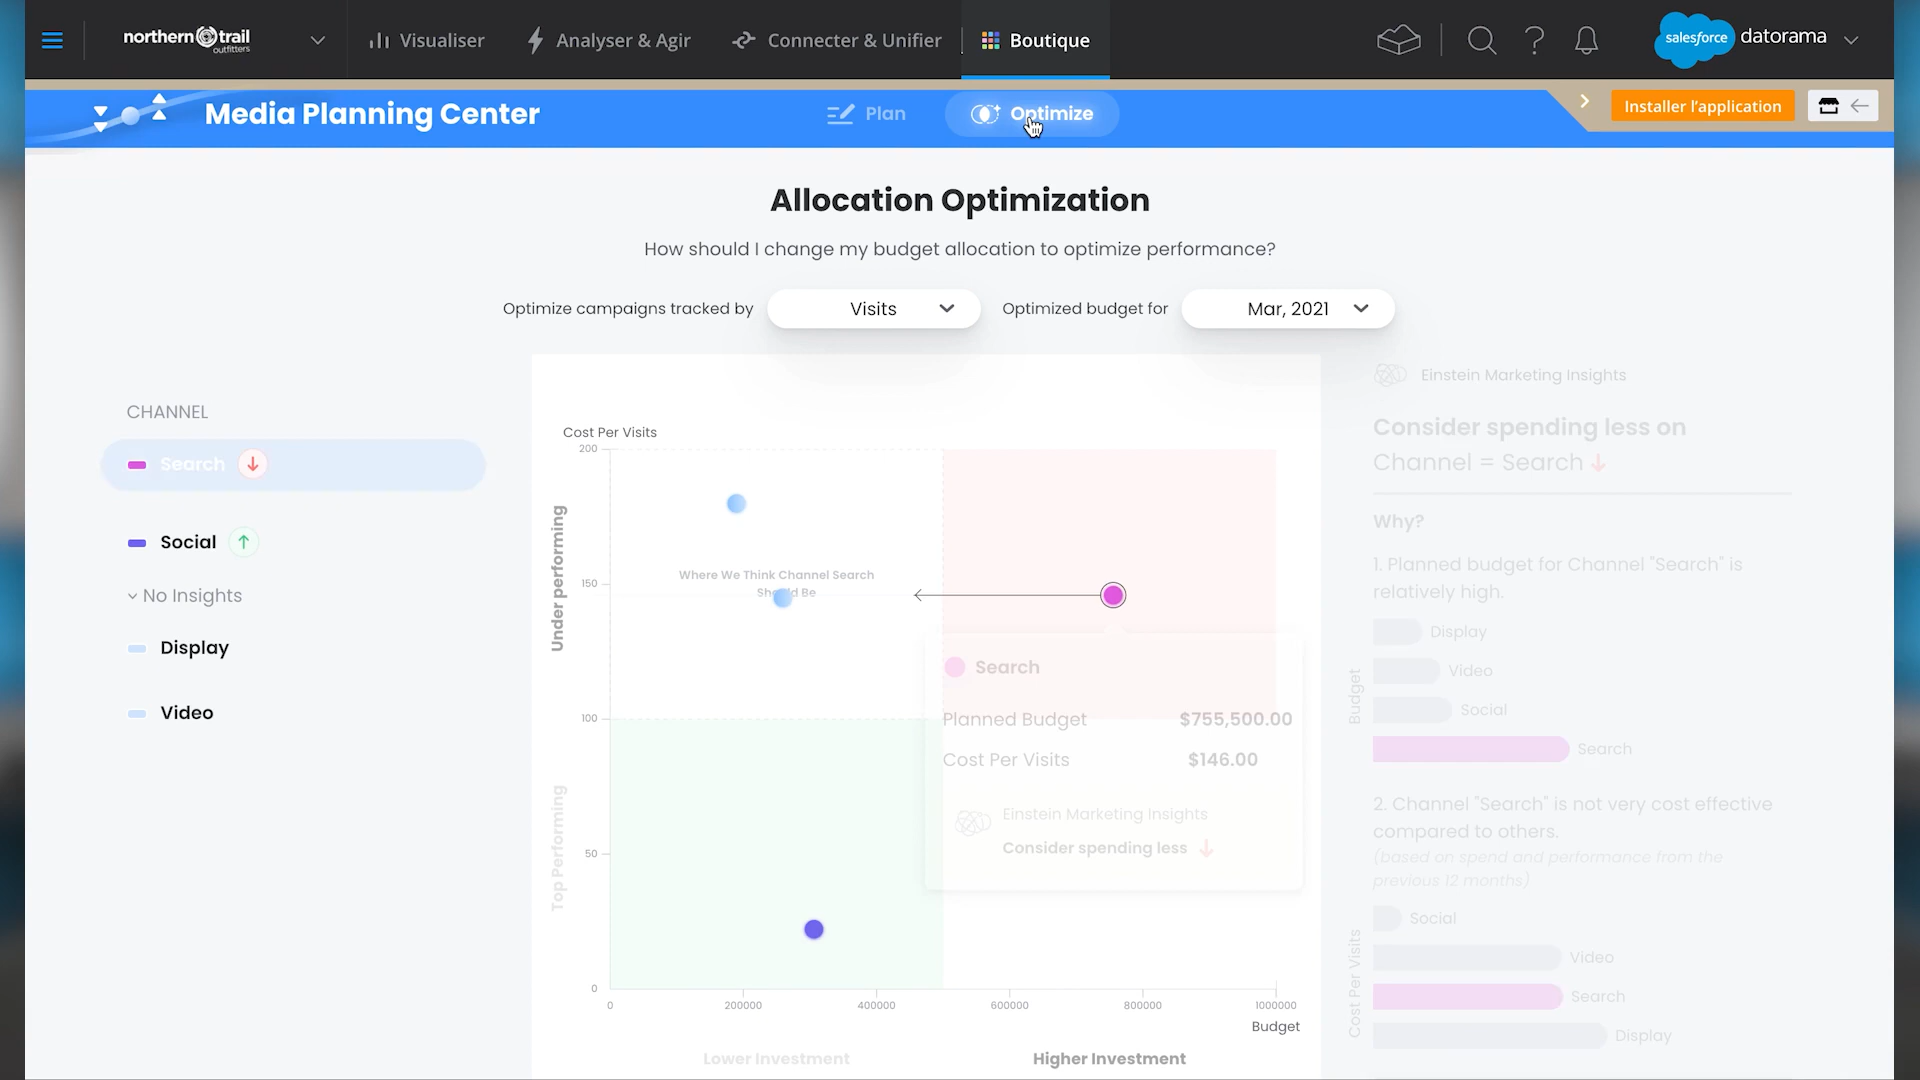 northern trail
outfitters
Visualiser
Analyser & Agir
Connecter & Unifier
Boutique
salesforce
datorama
Media Planning Center
Plan
Optimize
Installer l'application
Allocation Optimization
How should I change my budget allocation to optimize performance?
Optimize campaigns tracked by
Visits
Optimized budget for
Mar, 2021
CHANNEL
Search
Social
No Insights
Display
Video
Cost Per Visits
200
150
100
50
0
Under performing
Top Performing
Where We Think Channel Search
Should Be
Search
Planned Budget
$755,500.00
Cost Per Visits
$146.00
Einstein Marketing Insights
Consider spending less
0
200000
400000
600000
800000
1000000
Budget
Lower Investment
Higher Investment
Einstein Marketing Insights
Consider spending less on
Channel = Search
Why?
1. Planned budget for Channel "Search" is
relatively high.
Budget
Display
Video
Social
Search
2. Channel "Search" is not very cost effective
compared to others.
(based on spend and performance from the
previous 12 months)
Cost Per Visits
Social
Video
Search
Display